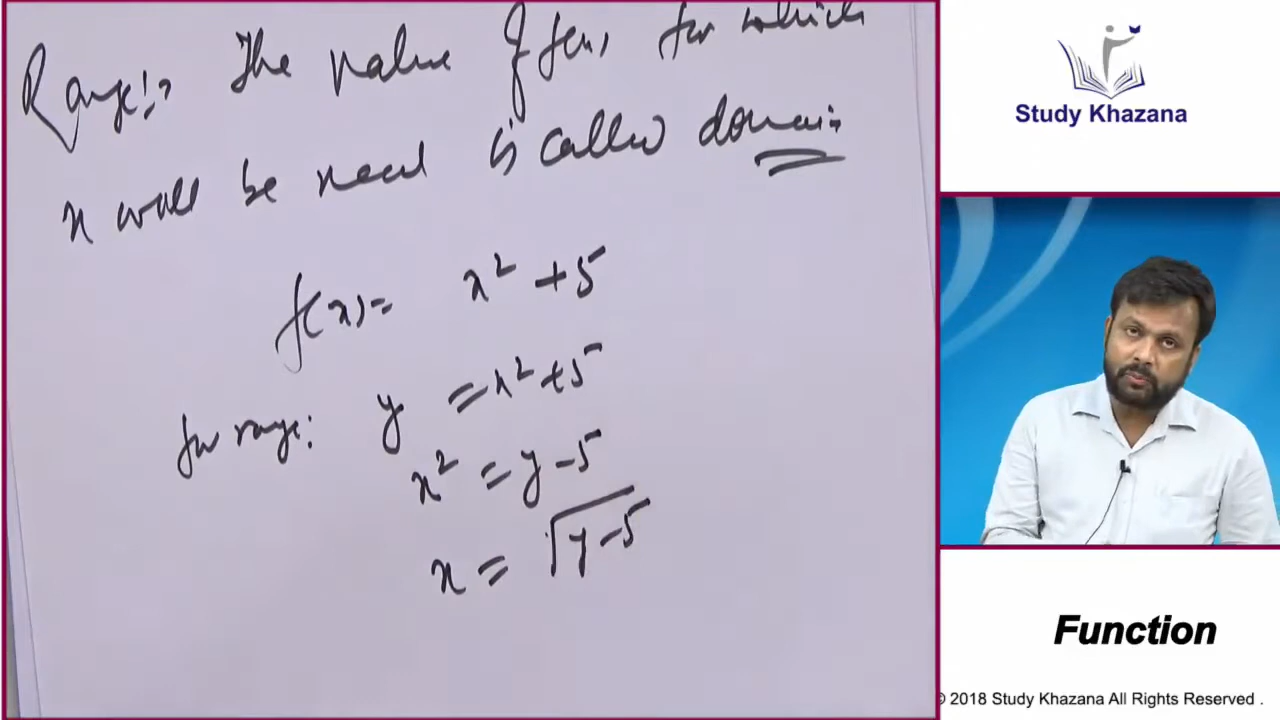 Range:→ The value of f(x), for which
x will be real is called domain
f(x) = x² + 5
for range: y = x² + 5
x² = y - 5
x = √y-5
Study Khazana
Function
© 2018 Study Khazana All Rights Reserved .